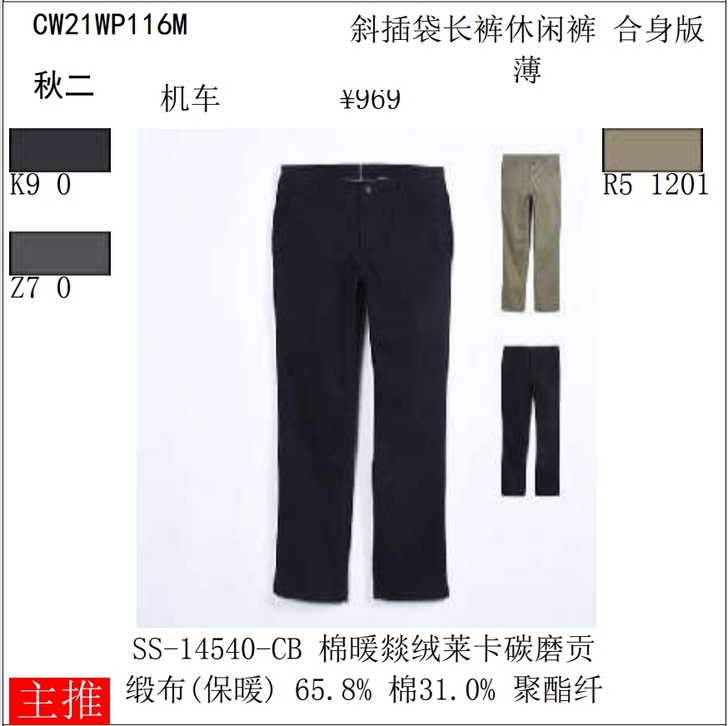 CW21WP116M
斜插袋长裤休闲裤 合身版
薄
秋二
机车
¥969
K9 0
R5 1201
Z7 0
SS-14540-CB 棉暖燚绒莱卡碳磨贡
缎布(保暖) 65.8% 棉31.0% 聚酯纤
主推